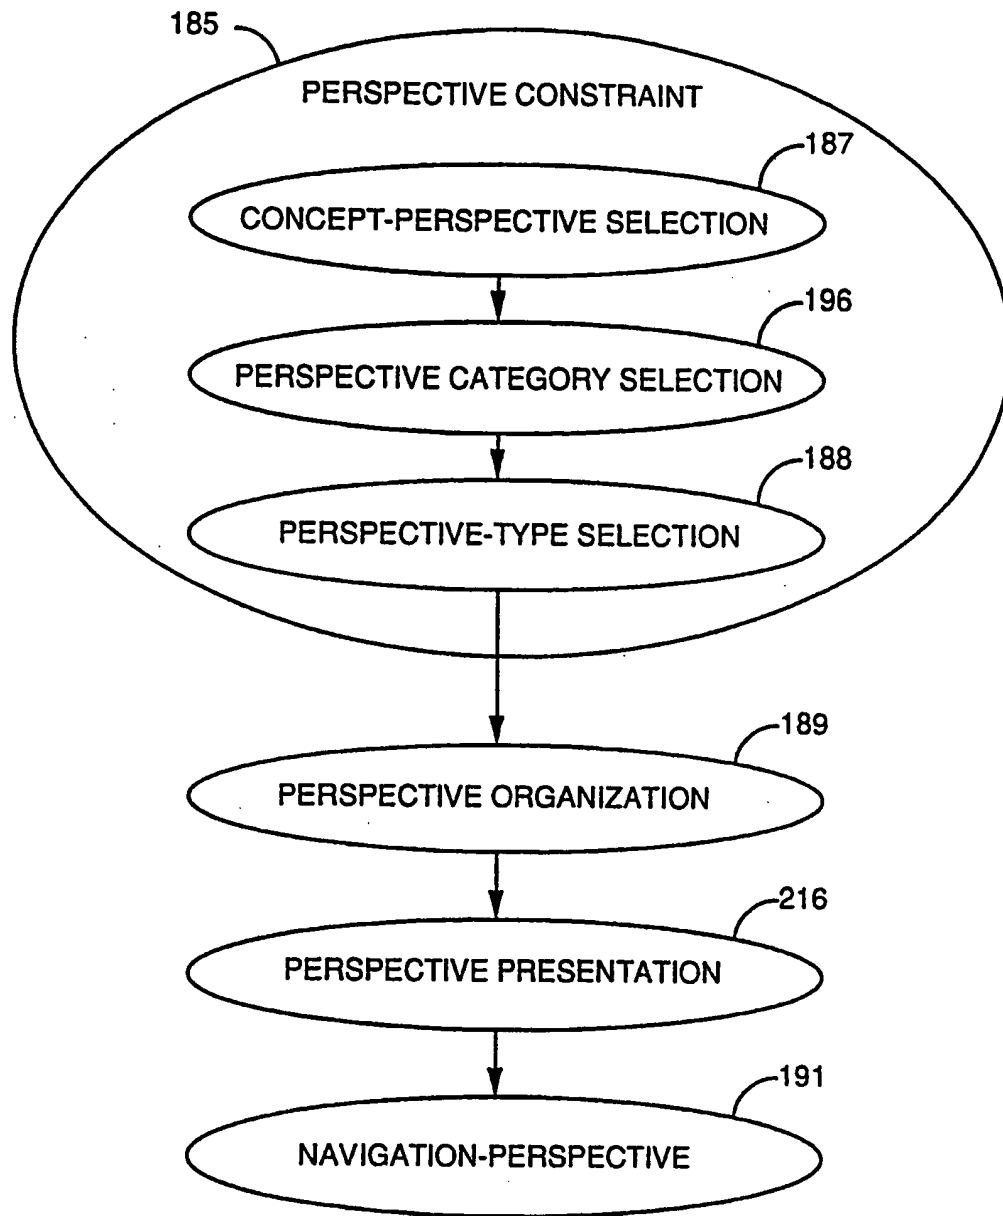 185
PERSPECTIVE CONSTRAINT
187
CONCEPT-PERSPECTIVE SELECTION
196
PERSPECTIVE CATEGORY SELECTION
188
PERSPECTIVE-TYPE SELECTION
189
PERSPECTIVE ORGANIZATION
216
PERSPECTIVE PRESENTATION
191
NAVIGATION-PERSPECTIVE